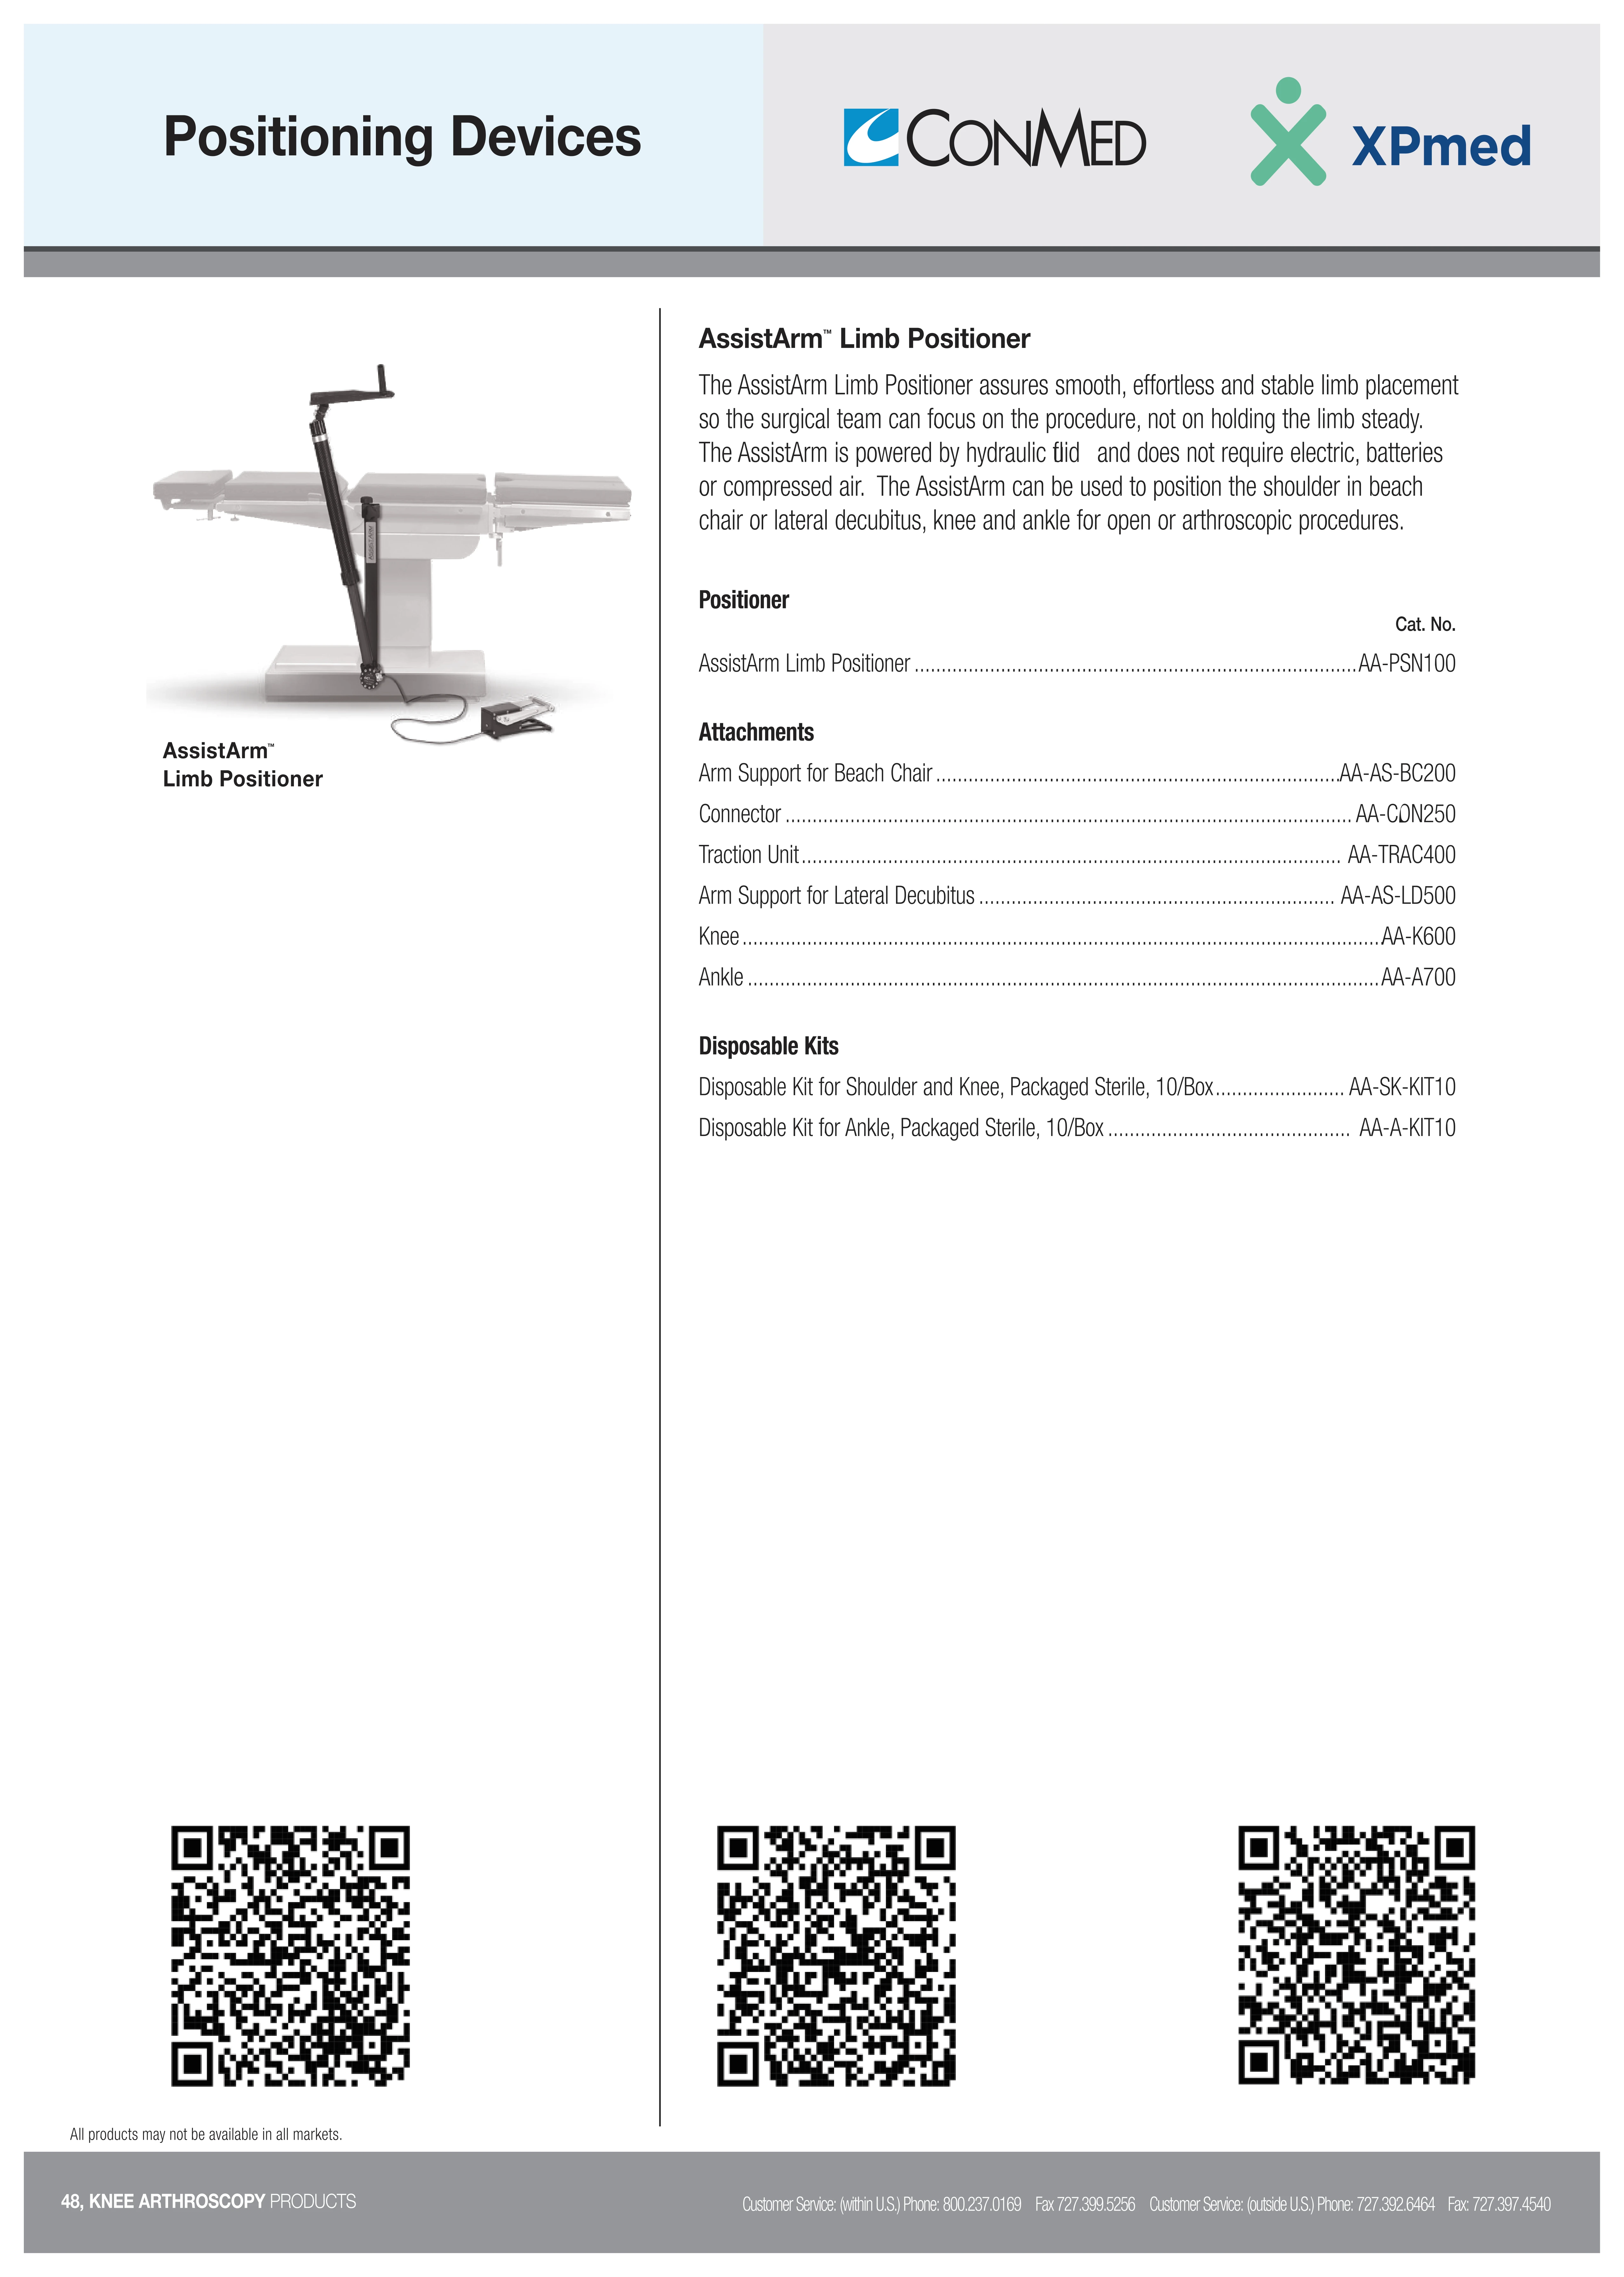 Positioning Devices
CONMED
XPmed
AssistArm™ Limb Positioner
The AssistArm Limb Positioner assures smooth, effortless and stable limb placement
so the surgical team can focus on the procedure, not on holding the limb steady.
The AssistArm is powered by hydraulic flid and does not require electric, batteries
or compressed air. The AssistArm can be used to position the shoulder in beach
chair or lateral decubitus, knee and ankle for open or arthroscopic procedures.
AssistArm™
Limb Positioner
Positioner
Cat. No.
AssistArm Limb Positioner ........ AA-PSN100
Attachments
Arm Support for Beach Chair ........ AA-AS-BC200
Connector ........ AA-CON250
Traction Unit ........ AA-TRAC400
Arm Support for Lateral Decubitus ........ AA-AS-LD500
Knee ........ AA-K600
Ankle ........ AA-A700
Disposable Kits
Disposable Kit for Shoulder and Knee, Packaged Sterile, 10/Box ........ AA-SK-KIT10
Disposable Kit for Ankle, Packaged Sterile, 10/Box ........ AA-A-KIT10
All products may not be available in all markets.
48, KNEE ARTHROSCOPY PRODUCTS
Customer Service: (within U.S.) Phone: 800.237.0169 Fax 727.399.5256 Customer Service: (outside U.S.) Phone: 727.392.6464 Fax: 727.397.4540